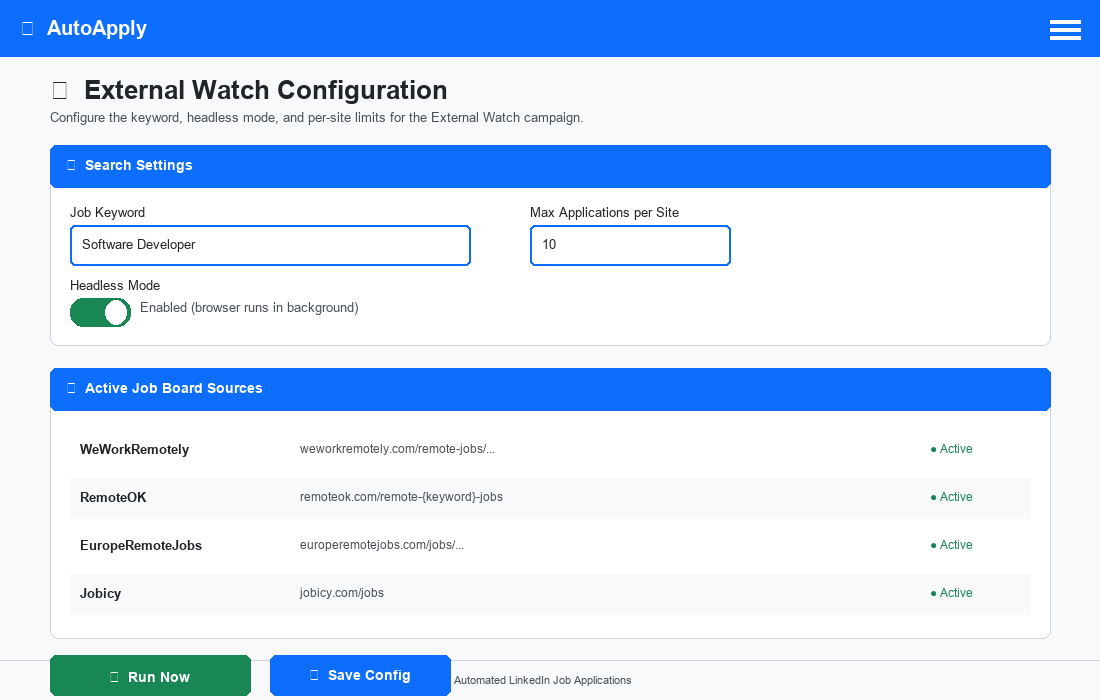 AutoApply
External Watch Configuration
Configure the keyword, headless mode, and per-site limits for the External Watch campaign.
Search Settings
Job Keyword
Max Applications per Site
Software Developer
10
Headless Mode
Enabled (browser runs in background)
Active Job Board Sources
WeWorkRemotely weworkremotely.com/remote-jobs/... ● Active
RemoteOK remoteok.com/remote-{keyword}-jobs ● Active
EuropeRemoteJobs europeremotejobs.com/jobs/... ● Active
Jobicy jobicy.com/jobs ● Active
Run Now
Save Config
Automated LinkedIn Job Applications